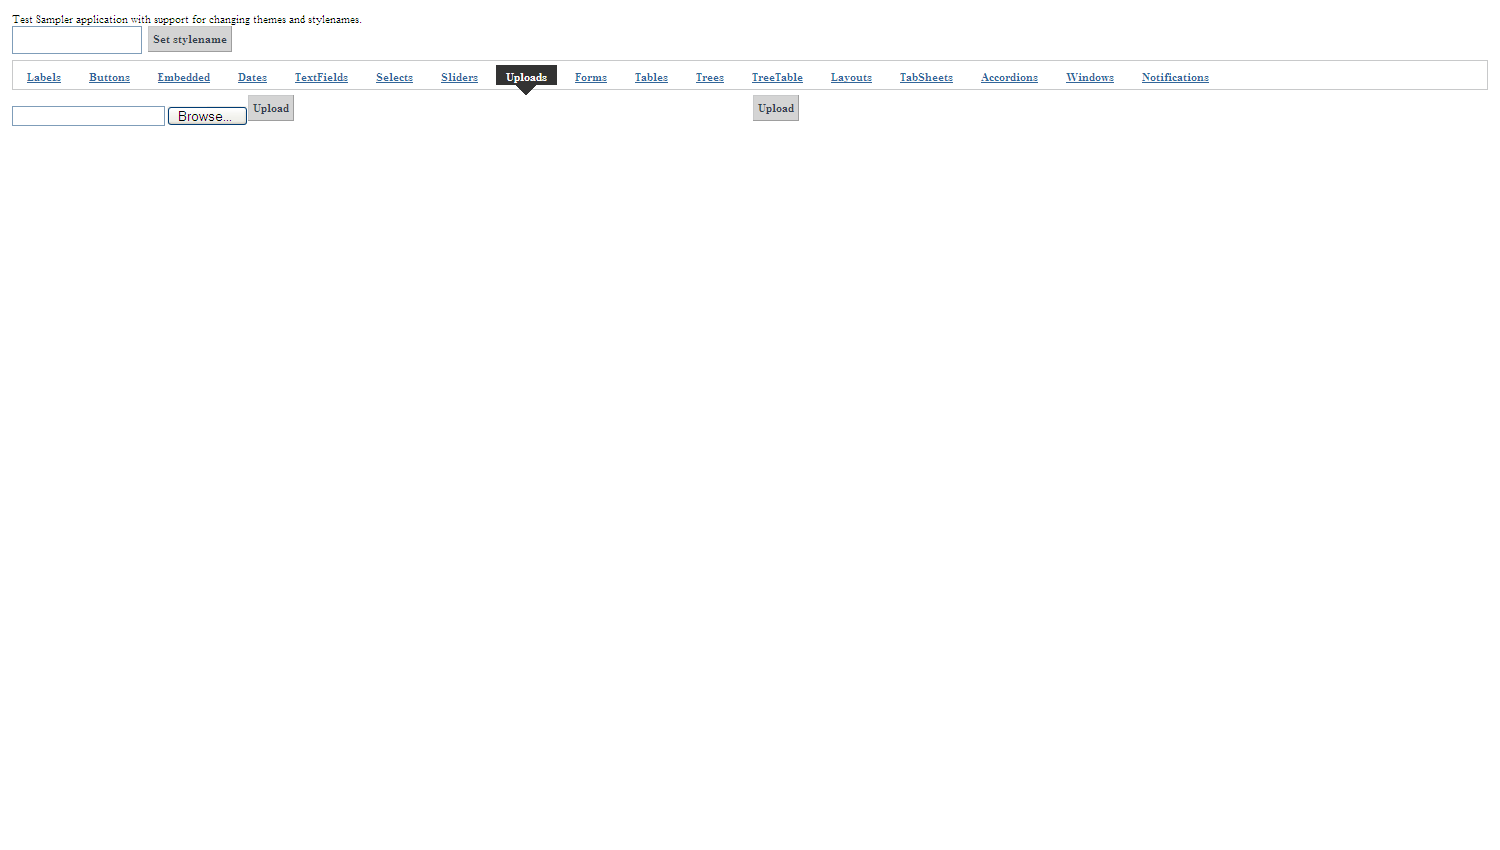 Test Sampler application with support for changing themes and stylenames.
Set stylename
Labels Buttons Embedded Dates TextFields Selects Sliders Uploads Forms Tables Trees TreeTable Layouts TabSheets Accordions Windows Notifications
Browse... Upload Upload